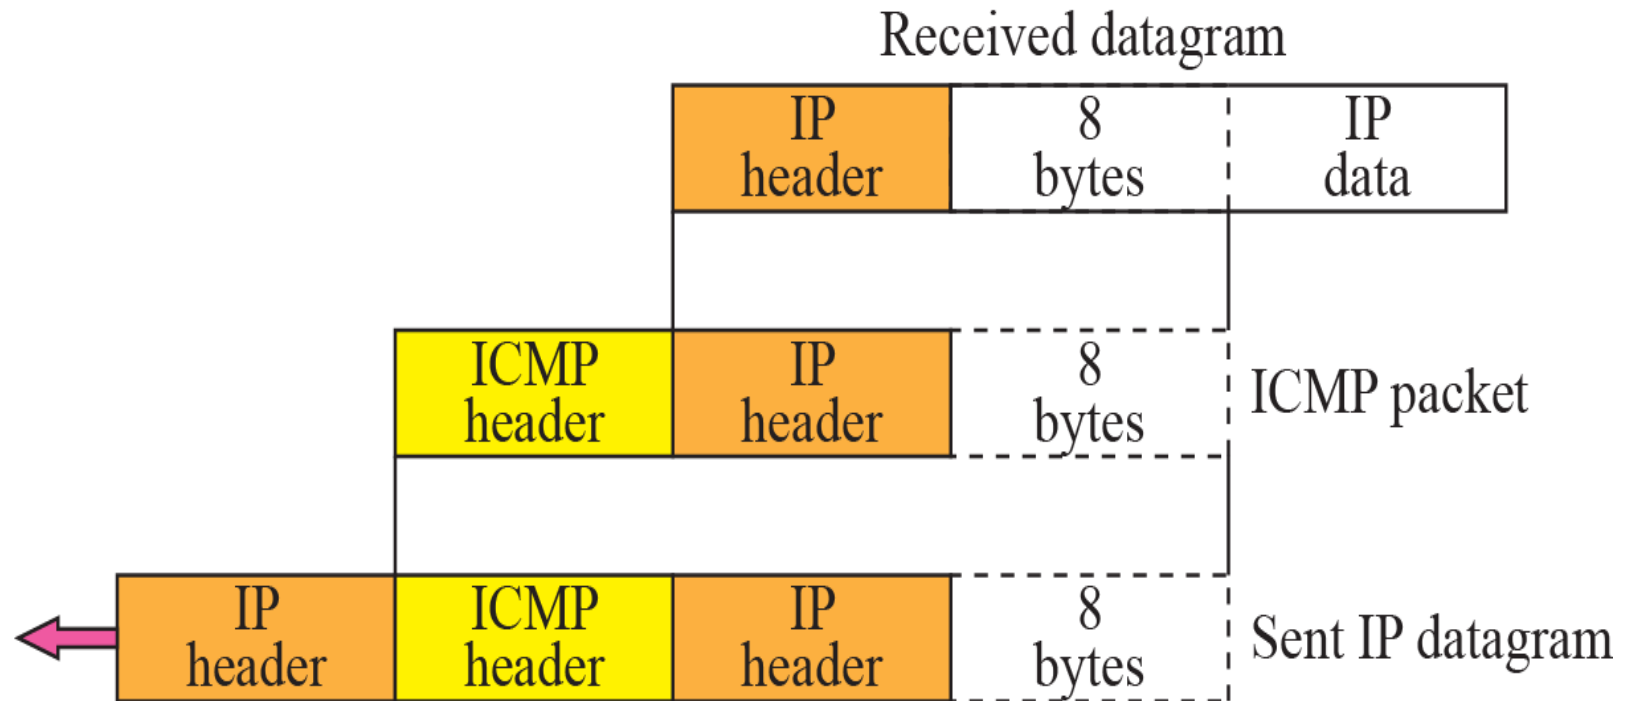 Received datagram
IP header
8 bytes
IP data
ICMP header
IP header
8 bytes
ICMP packet
IP header
ICMP header
IP header
8 bytes
Sent IP datagram